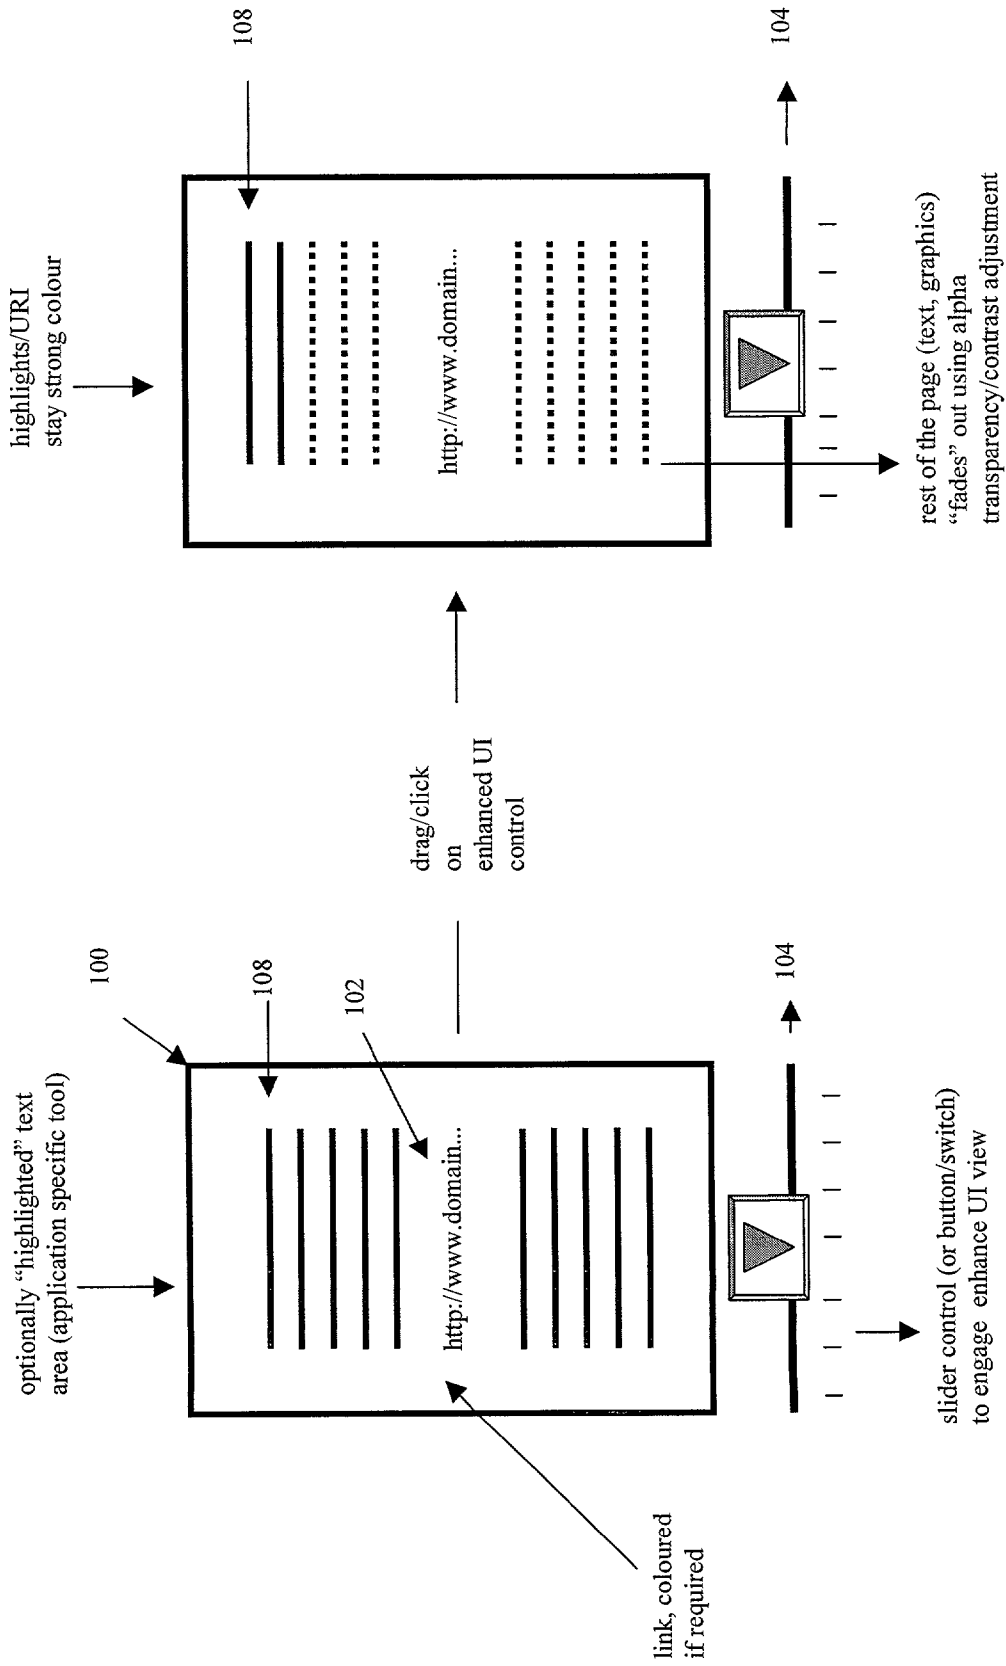 optionally “highlighted” text
area (application specific tool)
100
108
102
http://www.domain...
link, coloured
if required
104
slider control (or button/switch)
to engage enhance UI view
drag/click
on
enhanced UI
control
highlights/URI
stay strong colour
108
http://www.domain...
104
rest of the page (text, graphics)
“fades” out using alpha
transparency/contrast adjustment